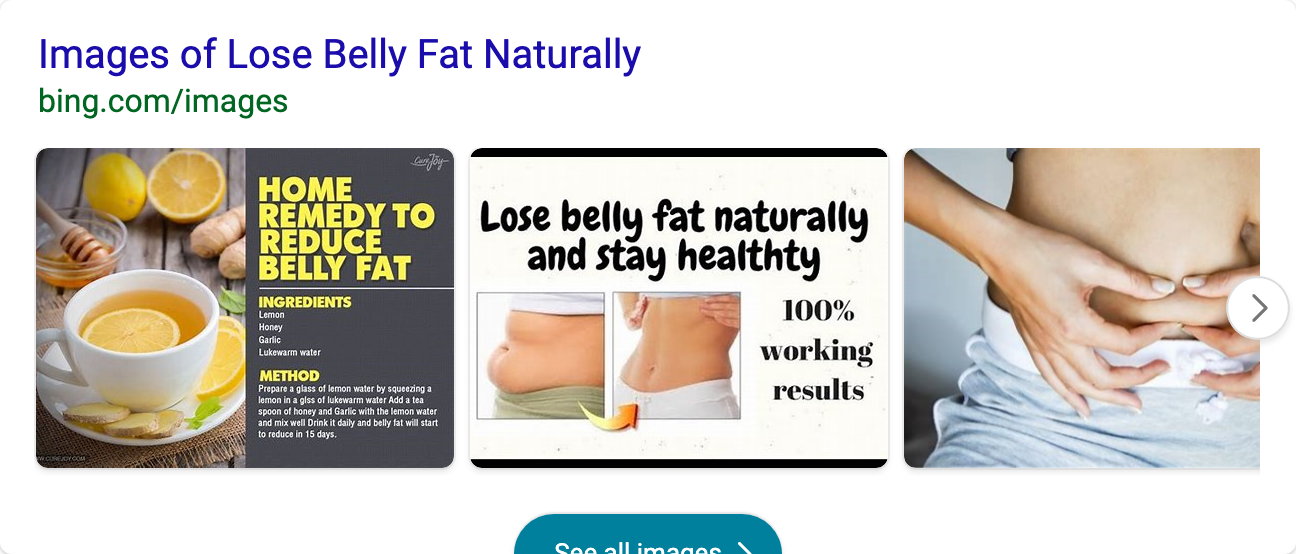 Images of Lose Belly Fat Naturally
bing.com/images
CureJoy
HOME
REMEDY TO
REDUCE
BELLY FAT
INGREDIENTS
Lemon
Honey
Garlic
Lukewarm water
METHOD
Prepare a glass of lemon water by squeezing a
lemon in a glss of lukewarm water Add a tea
spoon of honey and Garlic with the lemon water
and mix well Drink it daily and belly fat will start
to reduce in 15 days.
W.CUREJOY.COM
Lose belly fat naturally
and stay healthty
100%
working
results
See all images